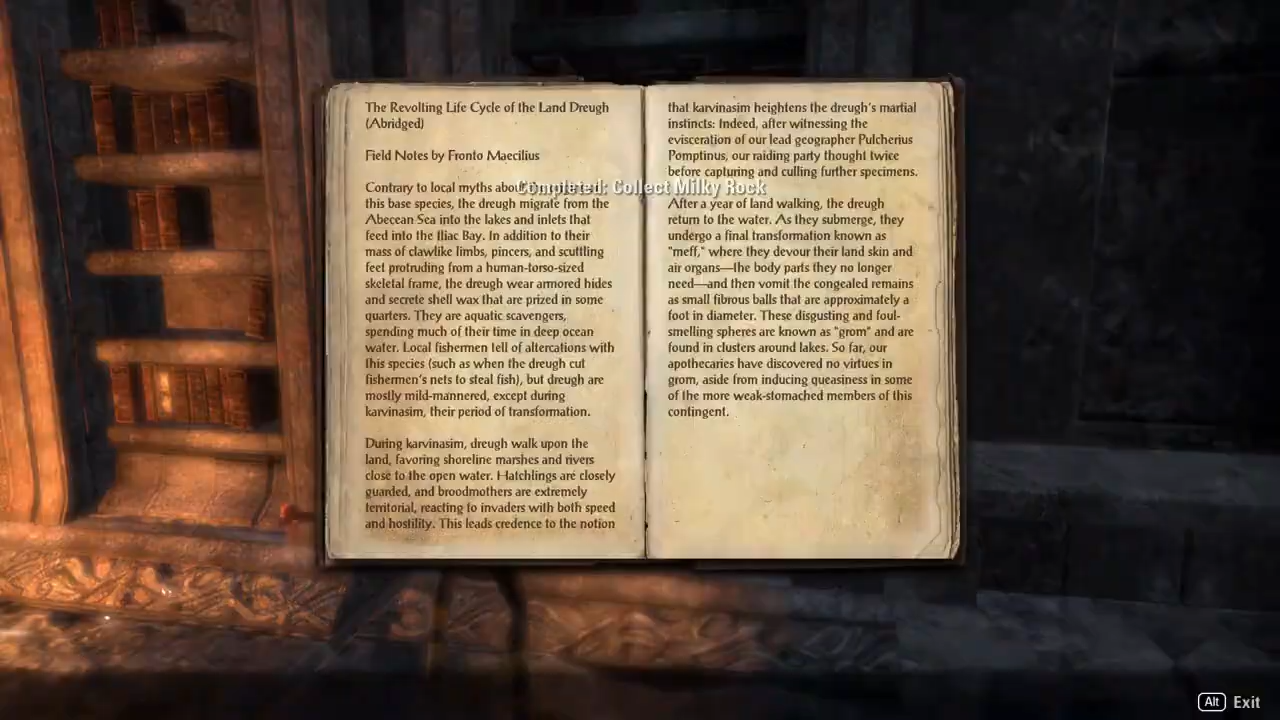 The Revolting Life Cycle of the Land Dreugh
(Abridged)
Field Notes by Fronto Maecilius
Contrary to local myths about
this base species, the dreugh migrate from the
Abecean Sea into the lakes and inlets that
feed into the Iliac Bay. In addition to their
mass of clawlike limbs, pincers, and scuttling
feet protruding from a human-torso-sized
skeletal frame, the dreugh wear armored hides
and secrete shell wax that are prized in some
quarters. They are aquatic scavengers,
spending much of their time in deep ocean
water. Local fishermen tell of altercations with
this species (such as when the dreugh cut
fishermen's nets to steal fish), but dreugh are
mostly mild-mannered, except during
karvinasim, their period of transformation.
During karvinasim, dreugh walk upon the
land, favoring shoreline marshes and rivers
close to the open water. Hatchlings are closely
guarded, and broodmothers are extremely
territorial, reacting to invaders with both speed
and hostility. This leads credence to the notion
that karvinasim heightens the dreugh's martial
instincts: Indeed, after witnessing the
evisceration of our lead geographer Pulcherius
Pomptinus, our raiding party thought twice
before capturing and culling further specimens.
After a year of land walking, the dreugh
return to the water. As they submerge, they
undergo a final transformation known as
"meff," where they devour their land skin and
air organs—the body parts they no longer
need—and then vomit the congealed remains
as small fibrous balls that are approximately a
foot in diameter. These disgusting and foul-
smelling spheres are known as "grom" and are
found in clusters around lakes. So far, our
apothecaries have discovered no virtues in
grom, aside from inducing queasiness in some
of the more weak-stomached members of this
contingent.
Completed: Collect Milky Rock
Alt Exit